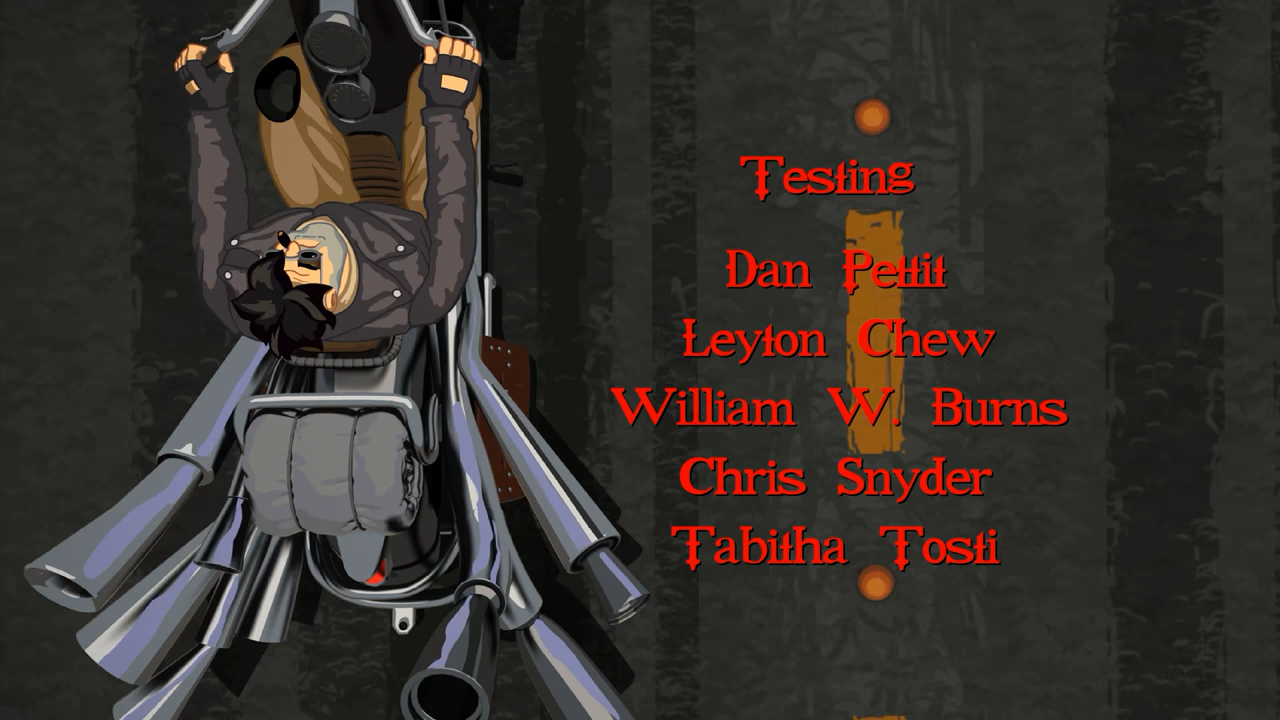 Testing
Dan Pettit
Leyton Chew
William W. Burns
Chris Snyder
Tabitha Tosti